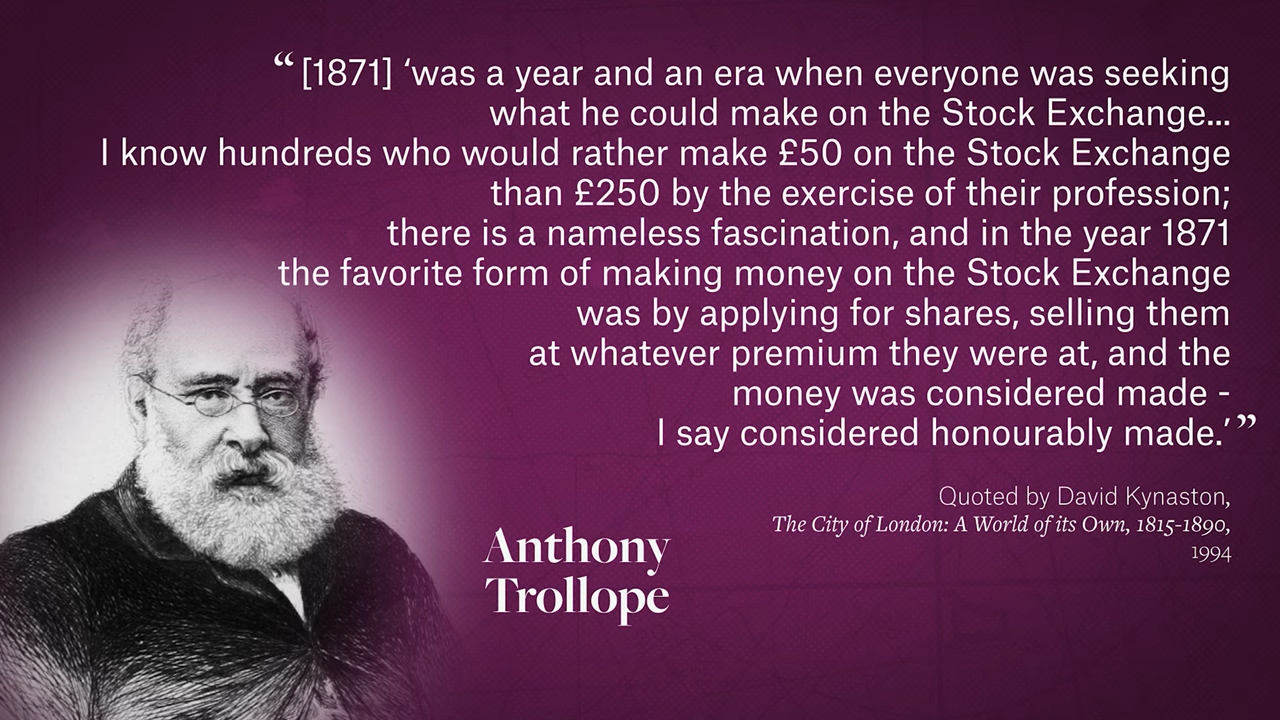 “[1871] ‘was a year and an era when everyone was seeking
what he could make on the Stock Exchange...
I know hundreds who would rather make £50 on the Stock Exchange
than £250 by the exercise of their profession;
there is a nameless fascination, and in the year 1871
the favorite form of making money on the Stock Exchange
was by applying for shares, selling them
at whatever premium they were at, and the
money was considered made -
I say considered honourably made.’”
Quoted by David Kynaston,
The City of London: A World of its Own, 1815-1890,
1994
Anthony
Trollope